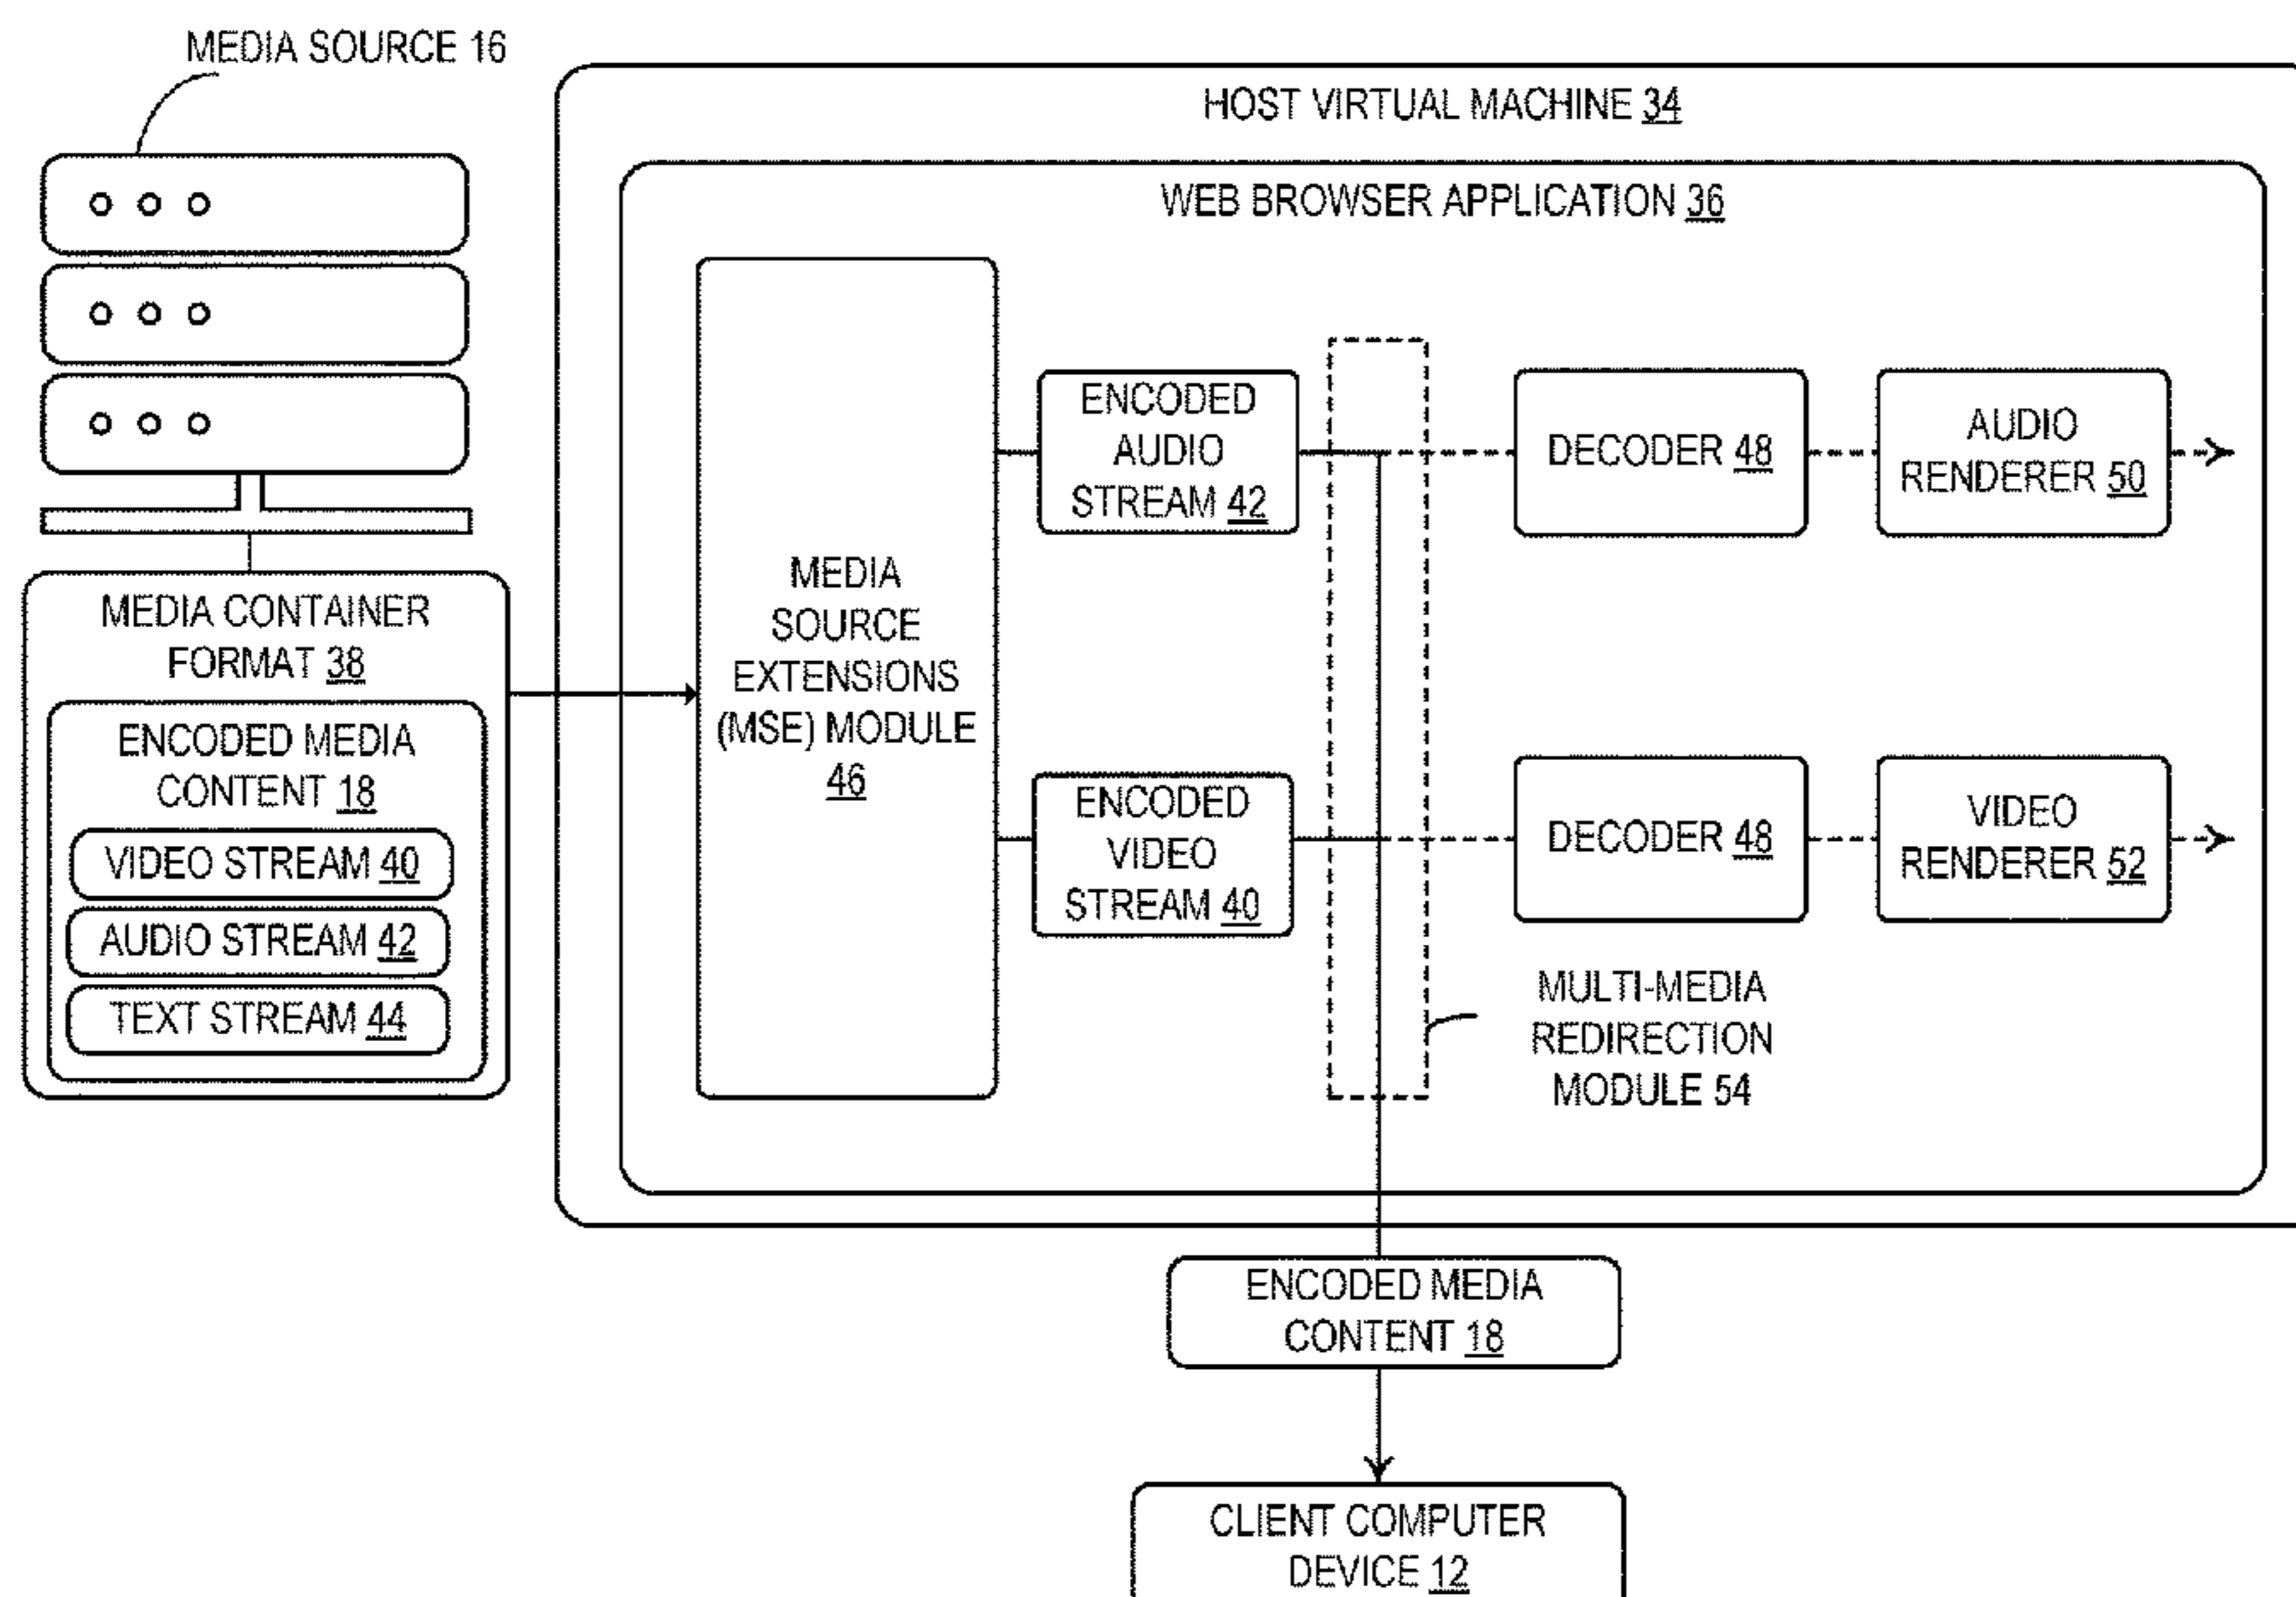 MEDIA SOURCE 16
HOST VIRTUAL MACHINE 34
WEB BROWSER APPLICATION 36
MEDIA CONTAINER
FORMAT 38
ENCODED MEDIA
CONTENT 18
VIDEO STREAM 40
AUDIO STREAM 42
TEXT STREAM 44
MEDIA
SOURCE
EXTENSIONS
(MSE) MODULE
46
ENCODED
AUDIO
STREAM 42
DECODER 48
AUDIO
RENDERER 50
ENCODED
VIDEO
STREAM 40
DECODER 48
VIDEO
RENDERER 52
MULTI-MEDIA
REDIRECTION
MODULE 54
ENCODED MEDIA
CONTENT 18
CLIENT COMPUTER
DEVICE 12